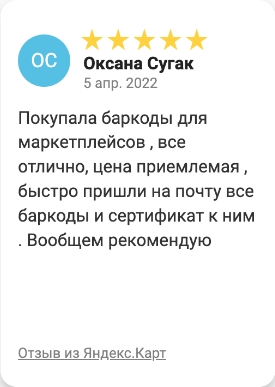 ОС
Оксана Сугак
5 апр. 2022
Покупала баркоды для
маркетплейсов , все
отлично, цена приемлемая ,
быстро пришли на почту все
баркоды и сертификат к ним
. Вообщем рекомендую
Отзыв из Яндекс.Карт